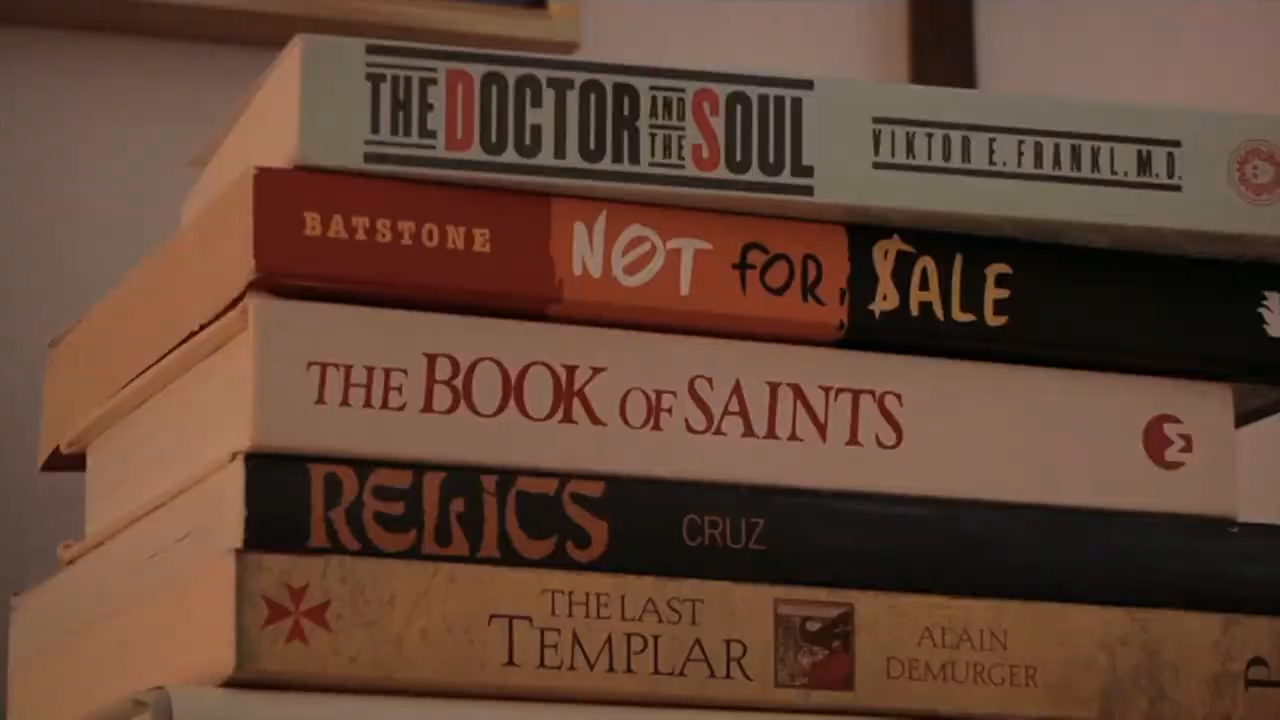 THE DOCTOR AND THE SOUL VIKTOR E. FRANKL, M.D.
BATSTONE NOT FOR SALE
THE BOOK OF SAINTS
RELICS CRUZ
THE LAST
TEMPLAR
ALAIN
DEMURGER
P